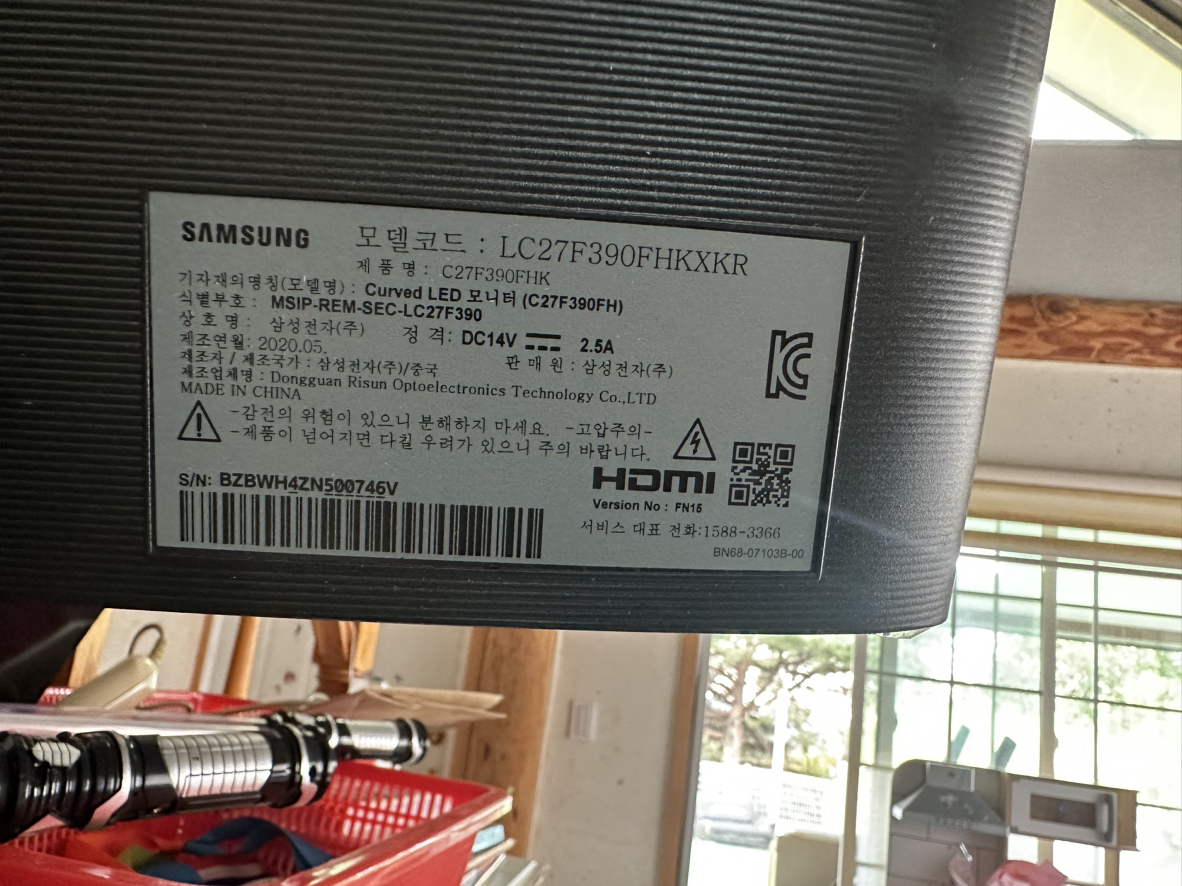 SAMSUNG
모델코드 : LC27F390FHKXKR
제 품 명 : C27F390FHK
기자재의명칭(모델명) : Curved LED 모니터 (C27F390FH)
식별부호 : MSIP-REM-SEC-LC27F390
상 호 명 : 삼성전자(주) 정 격: DC14V 2.5A
제조연월: 2020.05.
판 매 원 : 삼성전자(주)
제조자 / 제조국가 : 삼성전자(주)/중국
제조업체명 : Dongguan Risun Optoelectronics Technology Co.,LTD
MADE IN CHINA
-감전의 위험이 있으니 분해하지 마세요. -고압주의-
-제품이 넘어지면 다칠 우려가 있으니 주의 바랍니다.
S/N: BZBWH4ZN500746V
HDMI
Version No : FN15
서비스 대표 전화:1588-3366
BN68-07103B-00